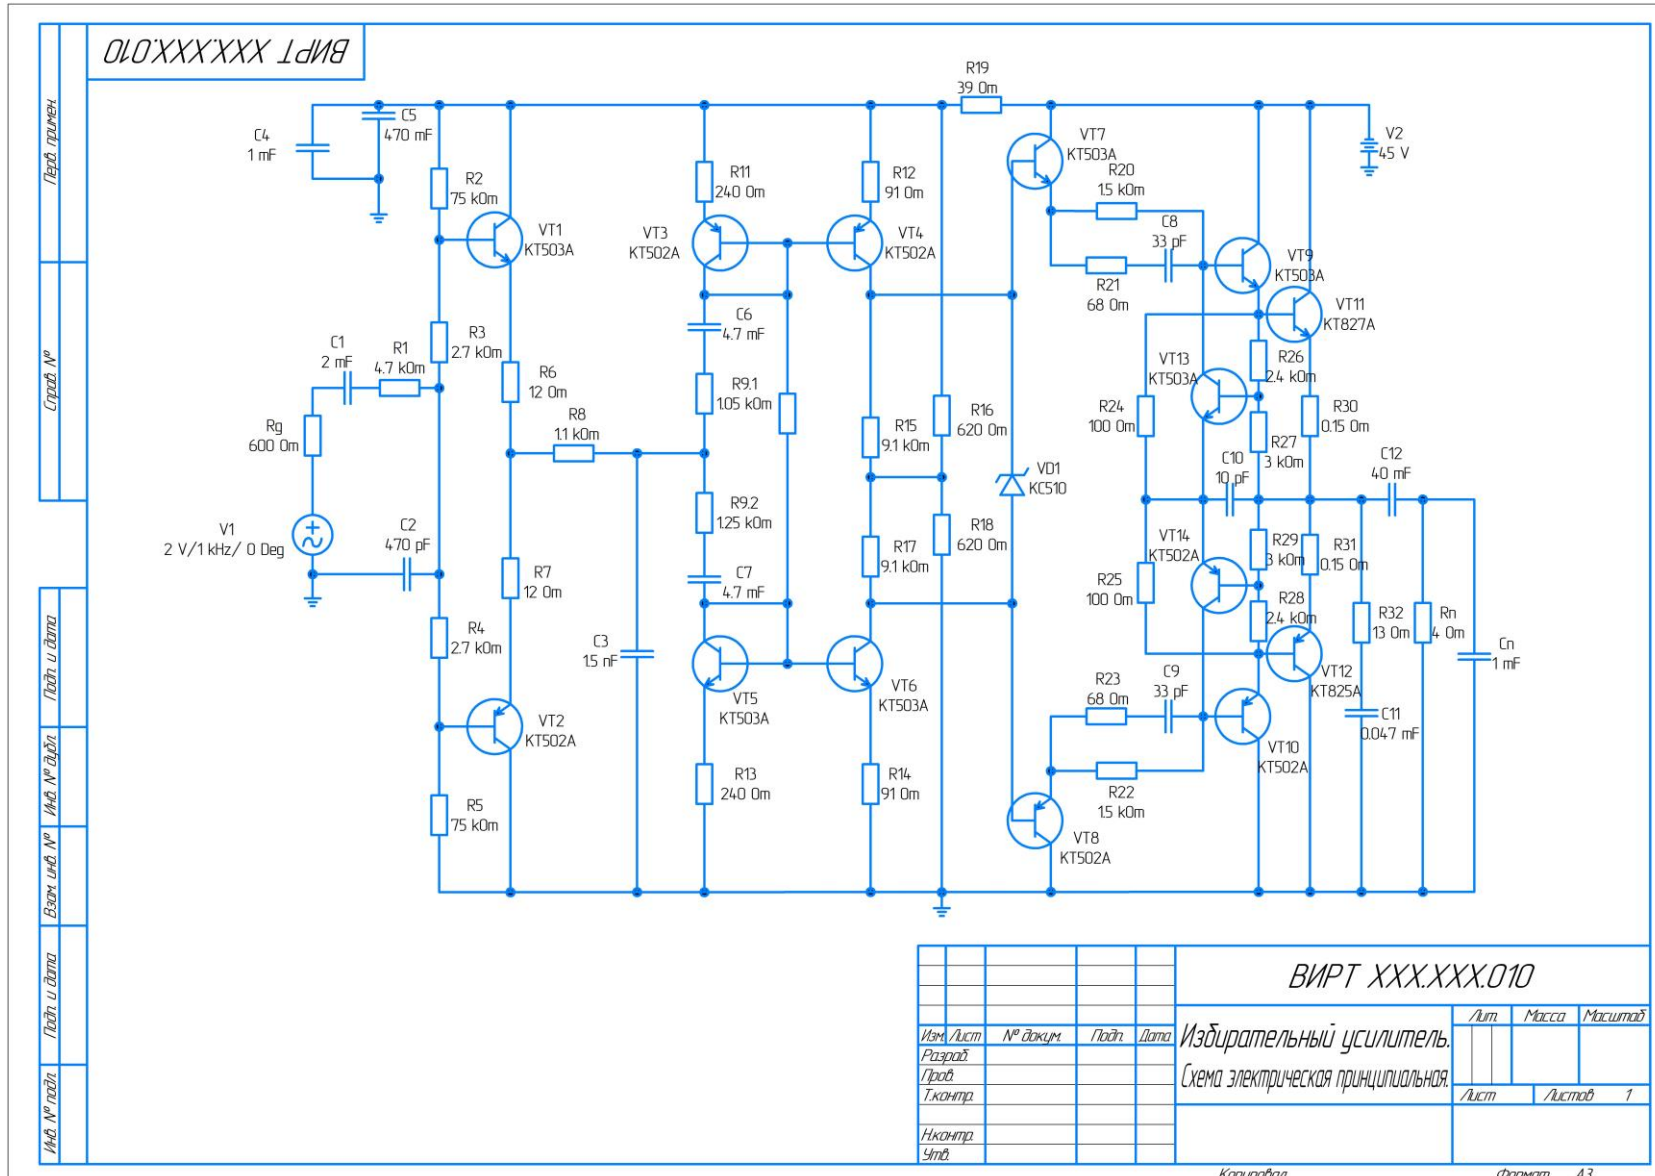 ВИРТ XXX.XXX.010
Перв. примен.
Справ. №
Подп. и дата
Инв. № дубл.
Взам. инв. №
Подп. и дата
Инв. № подл.
C4
1 mF
C5
470 mF
R2
75 kOm
VT1
KT503A
R3
2.7 kOm
C1
2 mF
R1
4.7 kOm
Rg
600 Om
V1
2 V/1 kHz/ 0 Deg
C2
470 pF
R4
2.7 kOm
R5
75 kOm
VT2
KT502A
R6
12 Om
R7
12 Om
R8
1.1 kOm
C3
1.5 nF
R11
240 Om
VT3
KT502A
C6
4.7 mF
R9.1
1.05 kOm
R9.2
1.25 kOm
C7
4.7 mF
VT5
KT503A
R13
240 Om
R12
91 Om
VT4
KT502A
R15
9.1 kOm
R17
9.1 kOm
VT6
KT503A
R14
91 Om
R16
620 Om
R18
620 Om
R19
39 Om
VD1
KC510
VT7
KT503A
R20
1.5 kOm
C8
33 pF
R21
68 Om
VT9
KT503A
VT11
KT827A
VT13
KT503A
R26
2.4 kOm
R24
100 Om
R27
3 kOm
R30
0.15 Om
C10
10 pF
C12
40 mF
VT14
KT502A
R29
3 kOm
R31
0.15 Om
R25
100 Om
R28
2.4 kOm
R32
13 Om
Rn
4 Om
Cn
1 mF
R23
68 Om
C9
33 pF
VT12
KT825A
C11
0.047 mF
VT10
KT502A
R22
1.5 kOm
VT8
KT502A
V2
45 V
ВИРТ XXX.XXX.010
Изм. Лист № докум. Подп. Дата
Разраб.
Пров.
Т.контр.
Н.контр.
Утв.
Избирательный усилитель.
Схема электрическая принципиальная.
Лит. Масса Масштаб
Лист Листов 1
Копировал Формат А3